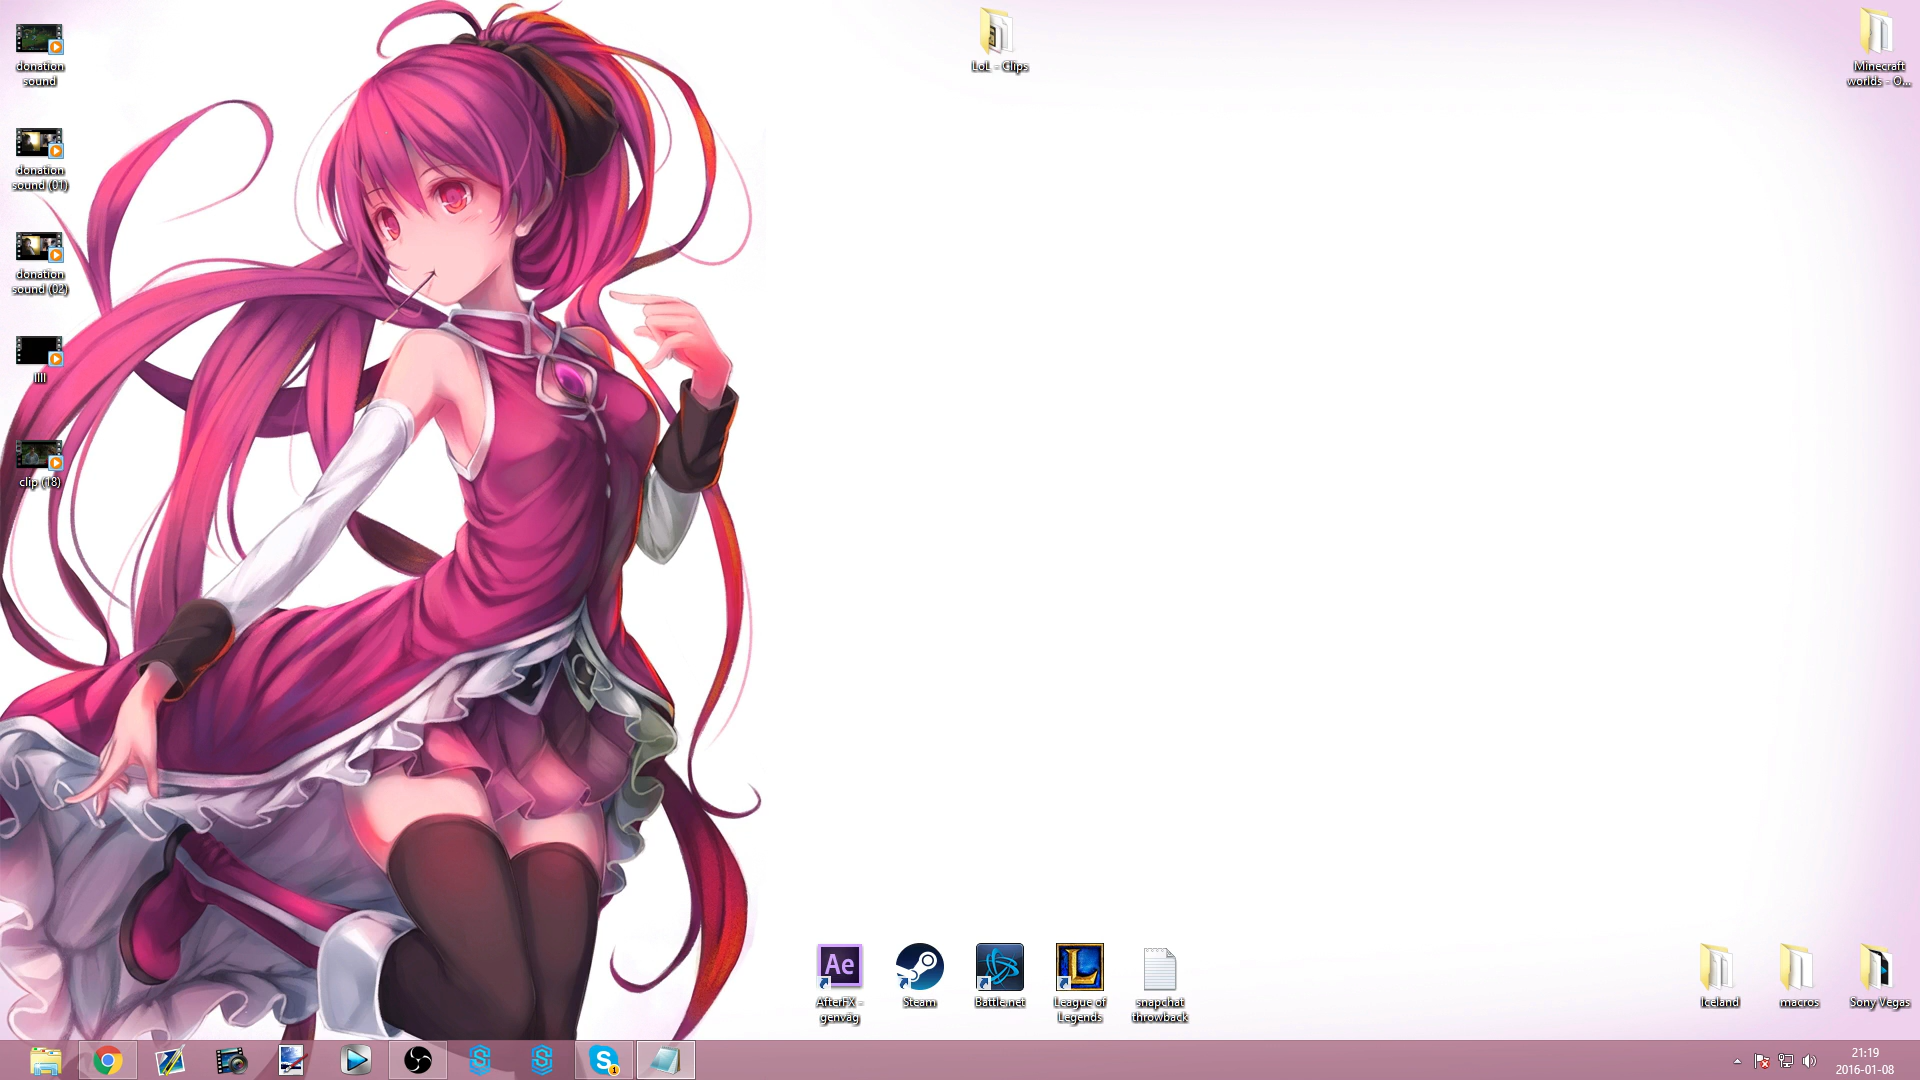 donation
sound
donation
sound (01)
donation
sound (02)
llll
clip (18)
LoL - Clips
Minecraft
worlds - O...
Ae
AfterFX -
genväg
Steam
Battle.net
League of
Legends
snapchat
throwback
Iceland
macros
Sony Vegas
21:19
2016-01-08